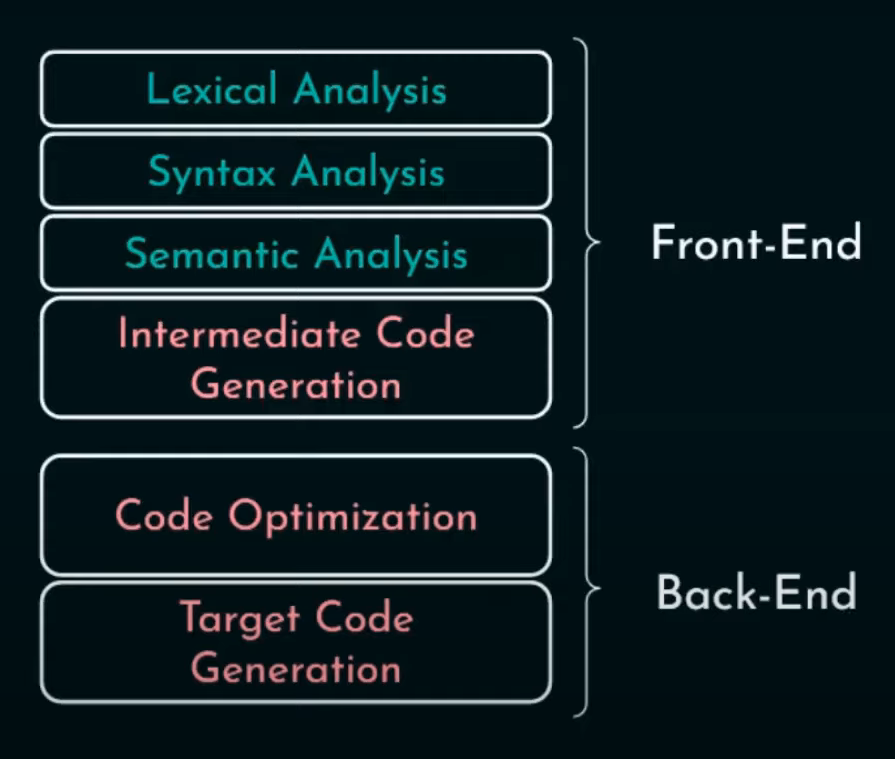 Lexical Analysis
Syntax Analysis
Semantic Analysis
Intermediate Code
Generation
Front-End
Code Optimization
Target Code
Generation
Back-End